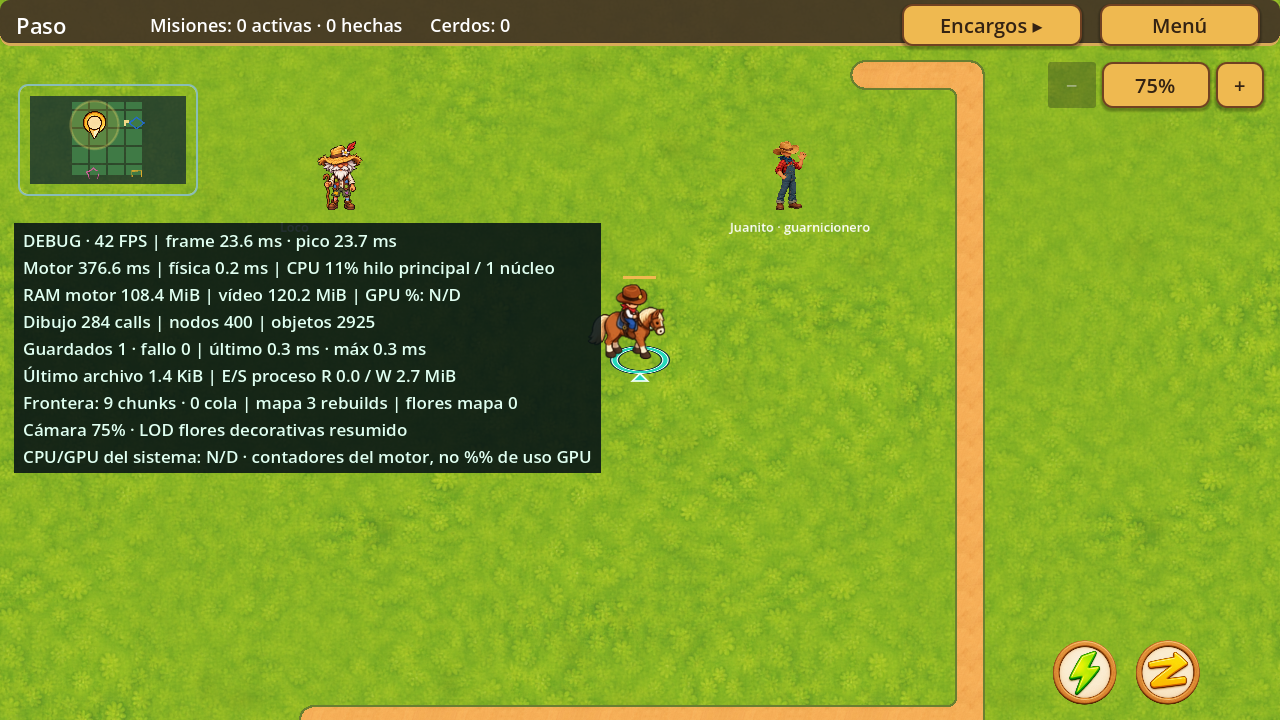 Paso
Misiones: 0 activas · 0 hechas
Cerdos: 0
Encargos ▸
Menú
−
75%
+
Loco
Juanito · guarnicionero
DEBUG · 42 FPS | frame 23.6 ms · pico 23.7 ms
Motor 376.6 ms | física 0.2 ms | CPU 11% hilo principal / 1 núcleo
RAM motor 108.4 MiB | vídeo 120.2 MiB | GPU %: N/D
Dibujo 284 calls | nodos 400 | objetos 2925
Guardados 1 · fallo 0 | último 0.3 ms · máx 0.3 ms
Último archivo 1.4 KiB | E/S proceso R 0.0 / W 2.7 MiB
Frontera: 9 chunks · 0 cola | mapa 3 rebuilds | flores mapa 0
Cámara 75% · LOD flores decorativas resumido
CPU/GPU del sistema: N/D · contadores del motor, no %% de uso GPU